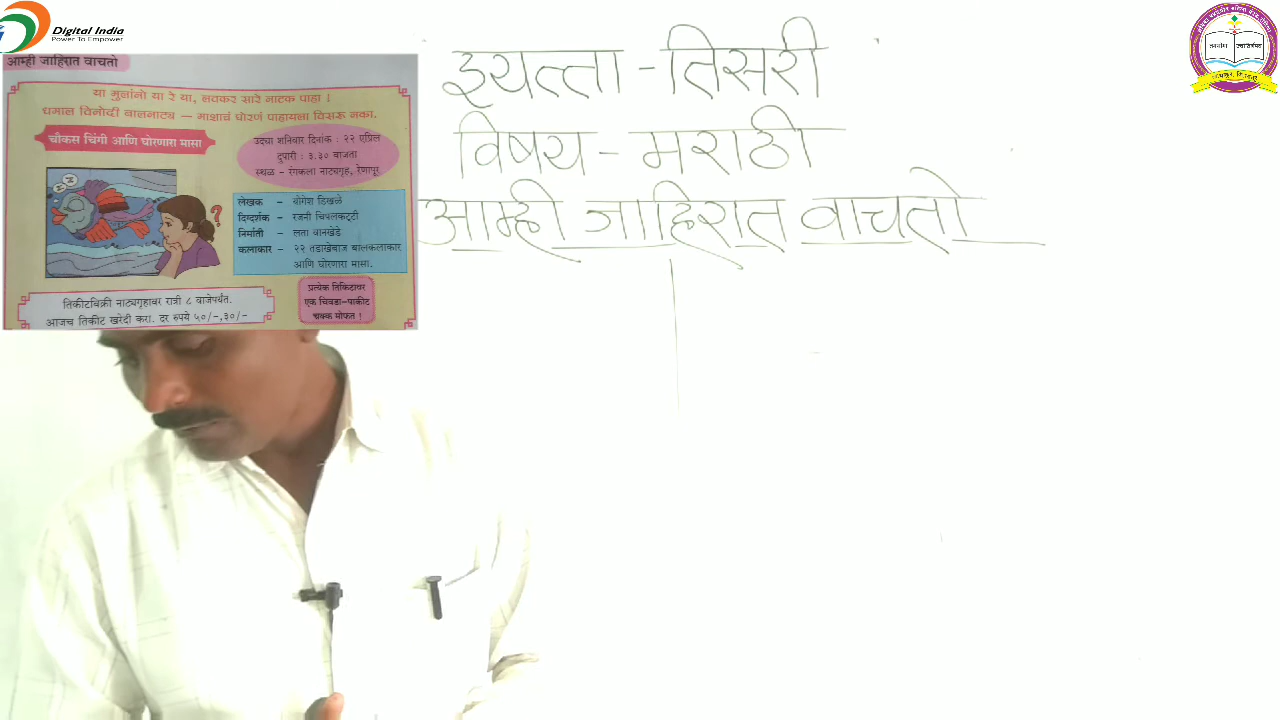 Digital India
Power To Empower
आम्ही जाहिरात वाचतो
या मुलांनो या रे या, लवकर सारे नाटक पाहा !
धमाल विनोदी बालनाट्य – माशाचं घोरणं पाहायला विसरू नका.
चौकस चिंगी आणि घोरणारा मासा
उद्या शनिवार दिनांक : २२ एप्रिल
दुपारी : ३.३० वाजता
स्थळ – रंगकला नाट्यगृह, रेणापूर
लेखक – योगेश डिखळे
दिग्दर्शक – रजनी चिपलकट्टी
निर्माती – लता वानखेडे
कलाकार – २२ तडाखेबाज बालकलाकार
आणि घोरणारा मासा.
तिकीटविक्री नाट्यगृहावर रात्री ८ वाजेपर्यंत.
आजच तिकीट खरेदी करा. दर रुपये ५०/-,३०/-
प्रत्येक तिकिटावर
एक चिवडा-पाकीट
चक्क मोफत !
इयत्ता - तिसरी
विषय - मराठी
आम्ही जाहिरात वाचतो